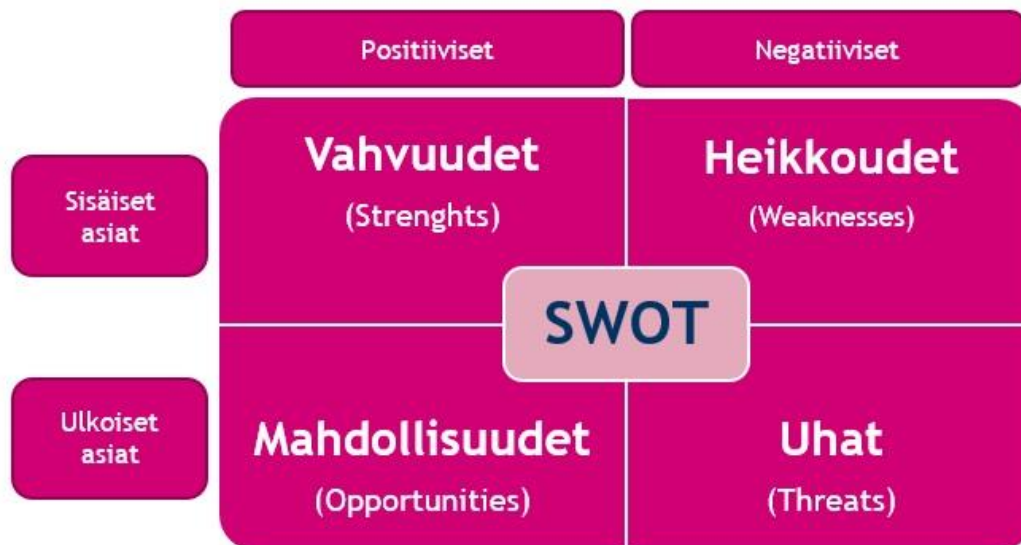 Positiiviset
Negatiiviset
Sisäiset
asiat
Vahvuudet
(Strenghts)
Heikkoudet
(Weaknesses)
SWOT
Ulkoiset
asiat
Mahdollisuudet
(Opportunities)
Uhat
(Threats)